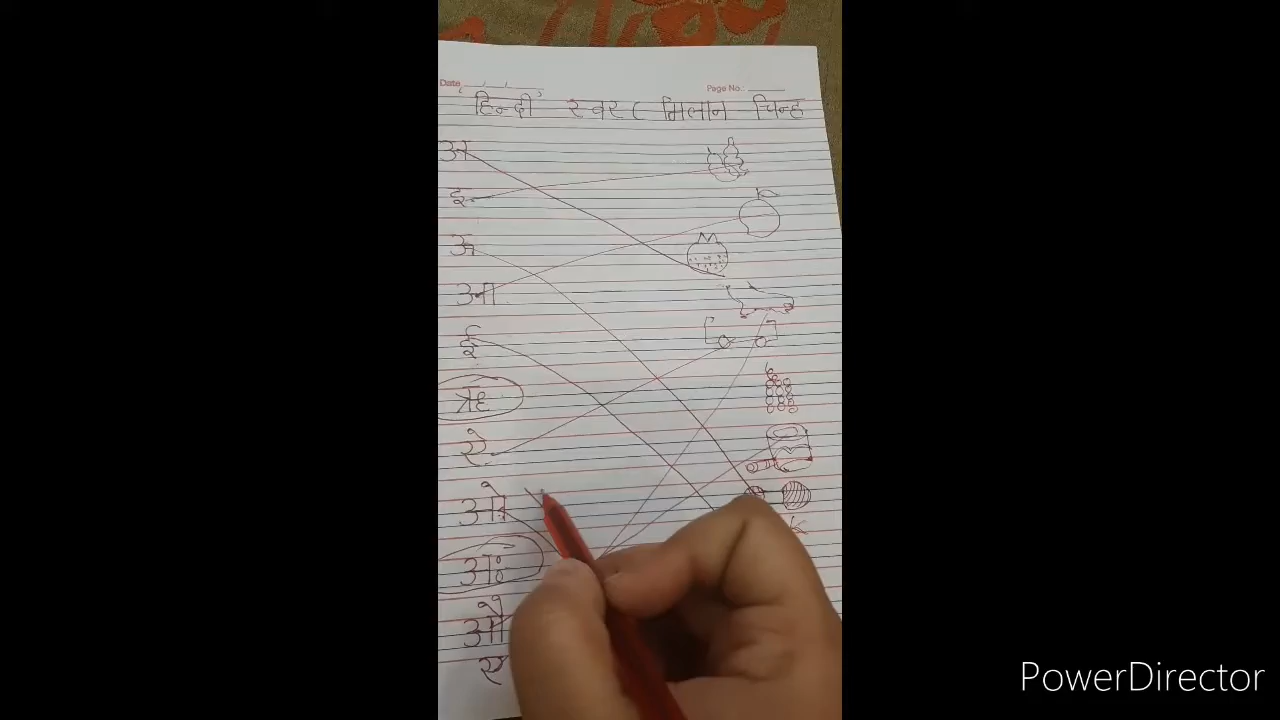 Date
Page No.:
हिन्दी स्वर ( मिलान चिन्ह
अ
इ
उ
आ
ई
ऋ
ऐ
ओ
अः
औ
ए
PowerDirector